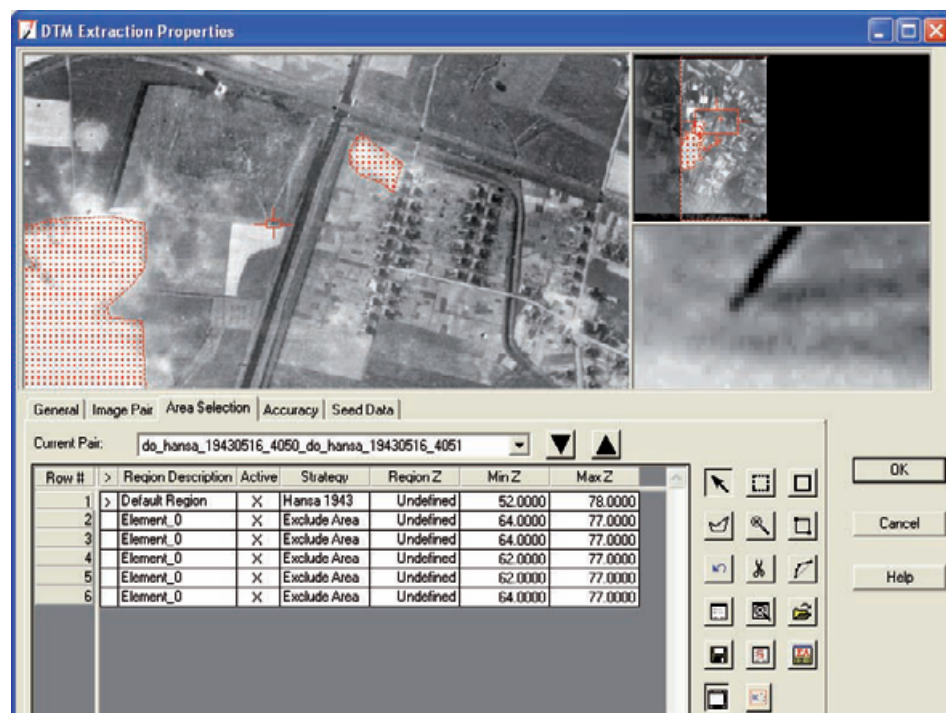 DTM Extraction Properties
General Image Pair Area Selection Accuracy Seed Data
Current Pair: do_hansa_19430516_4050_do_hansa_19430516_4051
OK
Cancel
Help
Row # > Region Description Active Strategy Region Z Min Z Max Z
1 > Default Region X Hansa 1943 Undefined 52.0000 78.0000
2 Element_0 X Exclude Area Undefined 64.0000 77.0000
3 Element_0 X Exclude Area Undefined 64.0000 77.0000
4 Element_0 X Exclude Area Undefined 62.0000 77.0000
5 Element_0 X Exclude Area Undefined 62.0000 77.0000
6 Element_0 X Exclude Area Undefined 64.0000 77.0000